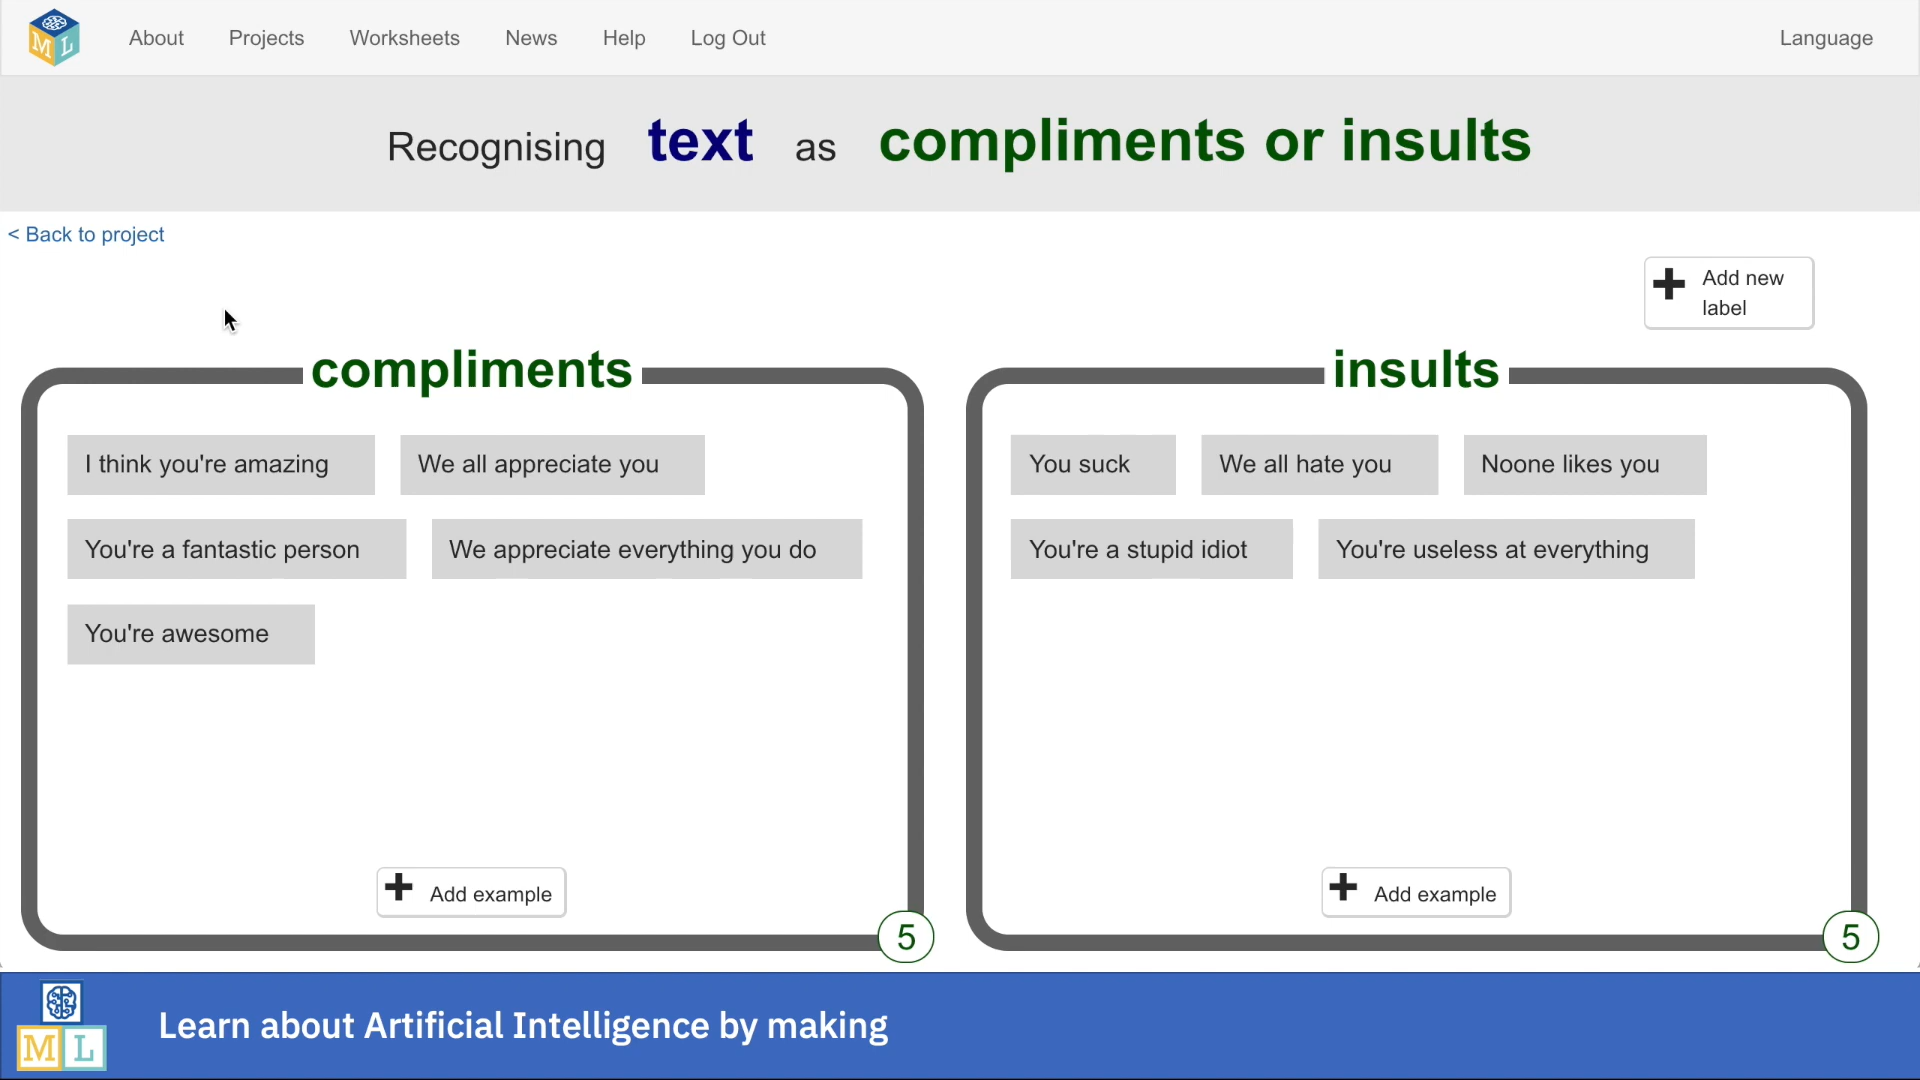 M L
About Projects Worksheets News Help Log Out Language
Recognising text as compliments or insults
< Back to project
Add new
label
compliments
I think you're amazing We all appreciate you
You're a fantastic person We appreciate everything you do
You're awesome
Add example
5
insults
You suck We all hate you Noone likes you
You're a stupid idiot You're useless at everything
Add example
5
M L
Learn about Artificial Intelligence by making